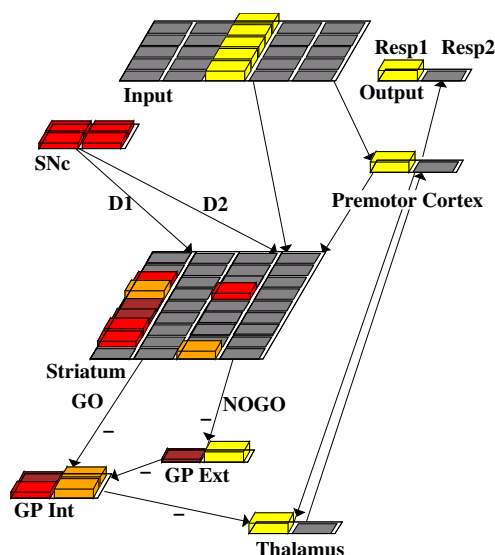 Resp1 Resp2
Input
Output
SNc
D1
D2
Premotor Cortex
Striatum
GO
NOGO
–
–
GP Ext
–
GP Int
–
Thalamus